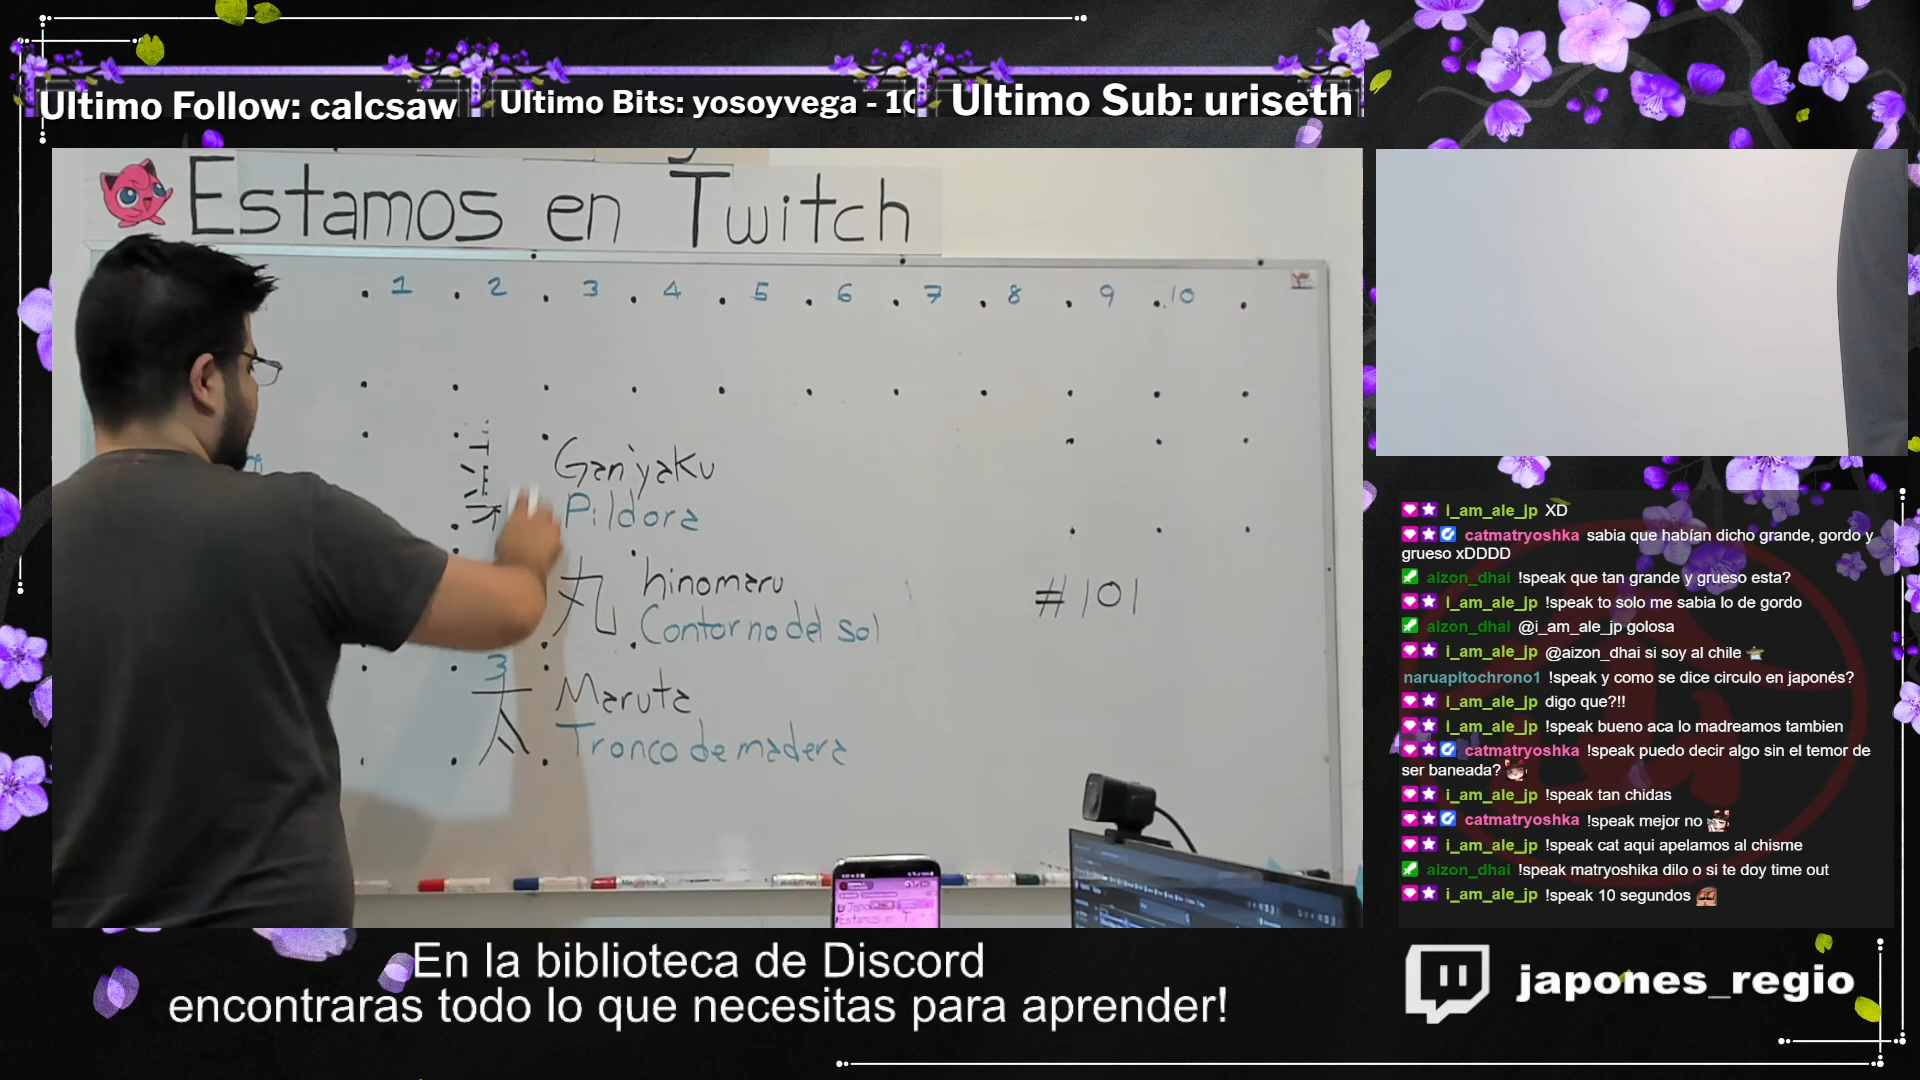 Ultimo Follow: calcsaw
Ultimo Bits: yosoyvega - 10
Ultimo Sub: uriseth
Estamos en Twitch
1 2 3 4 5 6 7 8 9 10
Gan'yaku
Pildora
丸
hinomaru
Contorno del sol
#101
3
太
Maruta
Tronco de madera
i_am_ale_jp XD
catmatryoshka sabia que habían dicho grande, gordo y
grueso xDDDD
aizon_dhai !speak que tan grande y grueso esta?
i_am_ale_jp !speak to solo me sabia lo de gordo
aizon_dhai @i_am_ale_jp golosa
i_am_ale_jp @aizon_dhai si soy al chile
naruapitochrono1 !speak y como se dice circulo en japonés?
i_am_ale_jp digo que?!!
i_am_ale_jp !speak bueno aca lo madreamos tambien
catmatryoshka !speak puedo decir algo sin el temor de
ser baneada?
i_am_ale_jp !speak tan chidas
catmatryoshka !speak mejor no
i_am_ale_jp !speak cat aqui apelamos al chisme
aizon_dhai !speak matryoshika dilo o si te doy time out
i_am_ale_jp !speak 10 segundos
En la biblioteca de Discord
encontraras todo lo que necesitas para aprender!
japones_regio